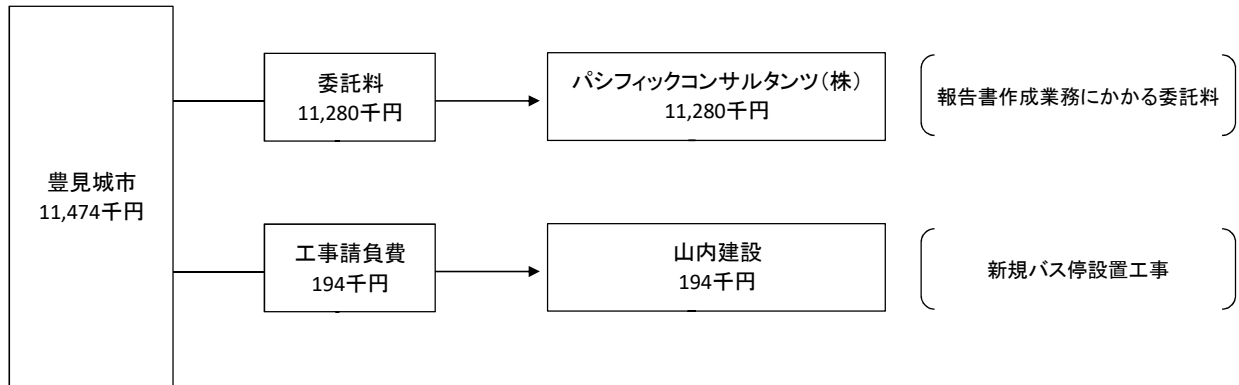 豊見城市
11,474千円
委託料
11,280千円
パシフィックコンサルタンツ(株)
11,280千円
報告書作成業務にかかる委託料
工事請負費
194千円
山内建設
194千円
新規バス停設置工事